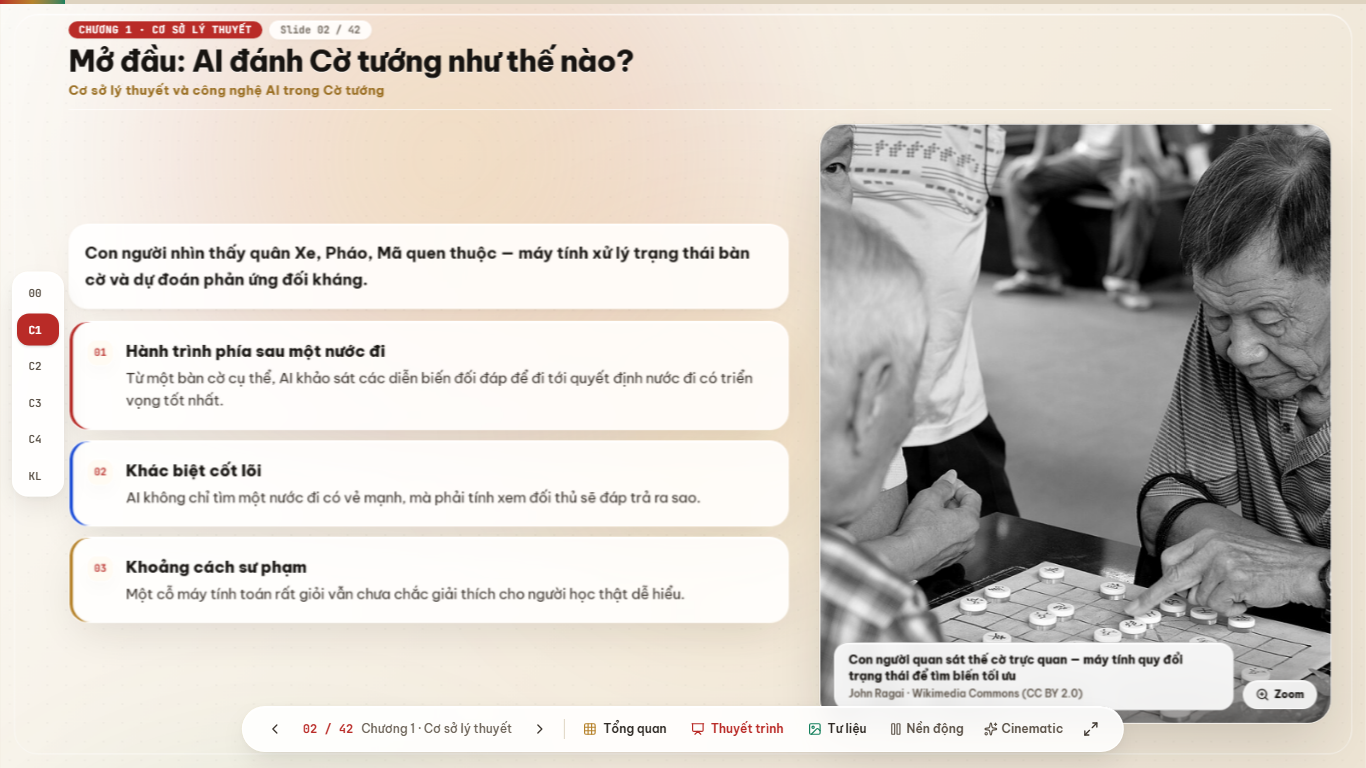 CHƯƠNG 1 · CƠ SỞ LÝ THUYẾT
Slide 02 / 42
Mở đầu: AI đánh Cờ tướng như thế nào?
Cơ sở lý thuyết và công nghệ AI trong Cờ tướng
00
C1
C2
C3
C4
KL
Con người nhìn thấy quân Xe, Pháo, Mã quen thuộc — máy tính xử lý trạng thái bàn
cờ và dự đoán phản ứng đối kháng.
01
Hành trình phía sau một nước đi
Từ một bàn cờ cụ thể, AI khảo sát các diễn biến đối đáp để đi tới quyết định nước đi có triển
vọng tốt nhất.
02
Khác biệt cốt lõi
AI không chỉ tìm một nước đi có vẻ mạnh, mà phải tính xem đối thủ sẽ đáp trả ra sao.
03
Khoảng cách sư phạm
Một cỗ máy tính toán rất giỏi vẫn chưa chắc giải thích cho người học thật dễ hiểu.
Con người quan sát thế cờ trực quan — máy tính quy đổi
trạng thái để tìm biến tối ưu
John Ragai · Wikimedia Commons (CC BY 2.0)
Zoom
02 / 42 Chương 1 · Cơ sở lý thuyết
Tổng quan
Thuyết trình
Tư liệu
Nền động
Cinematic